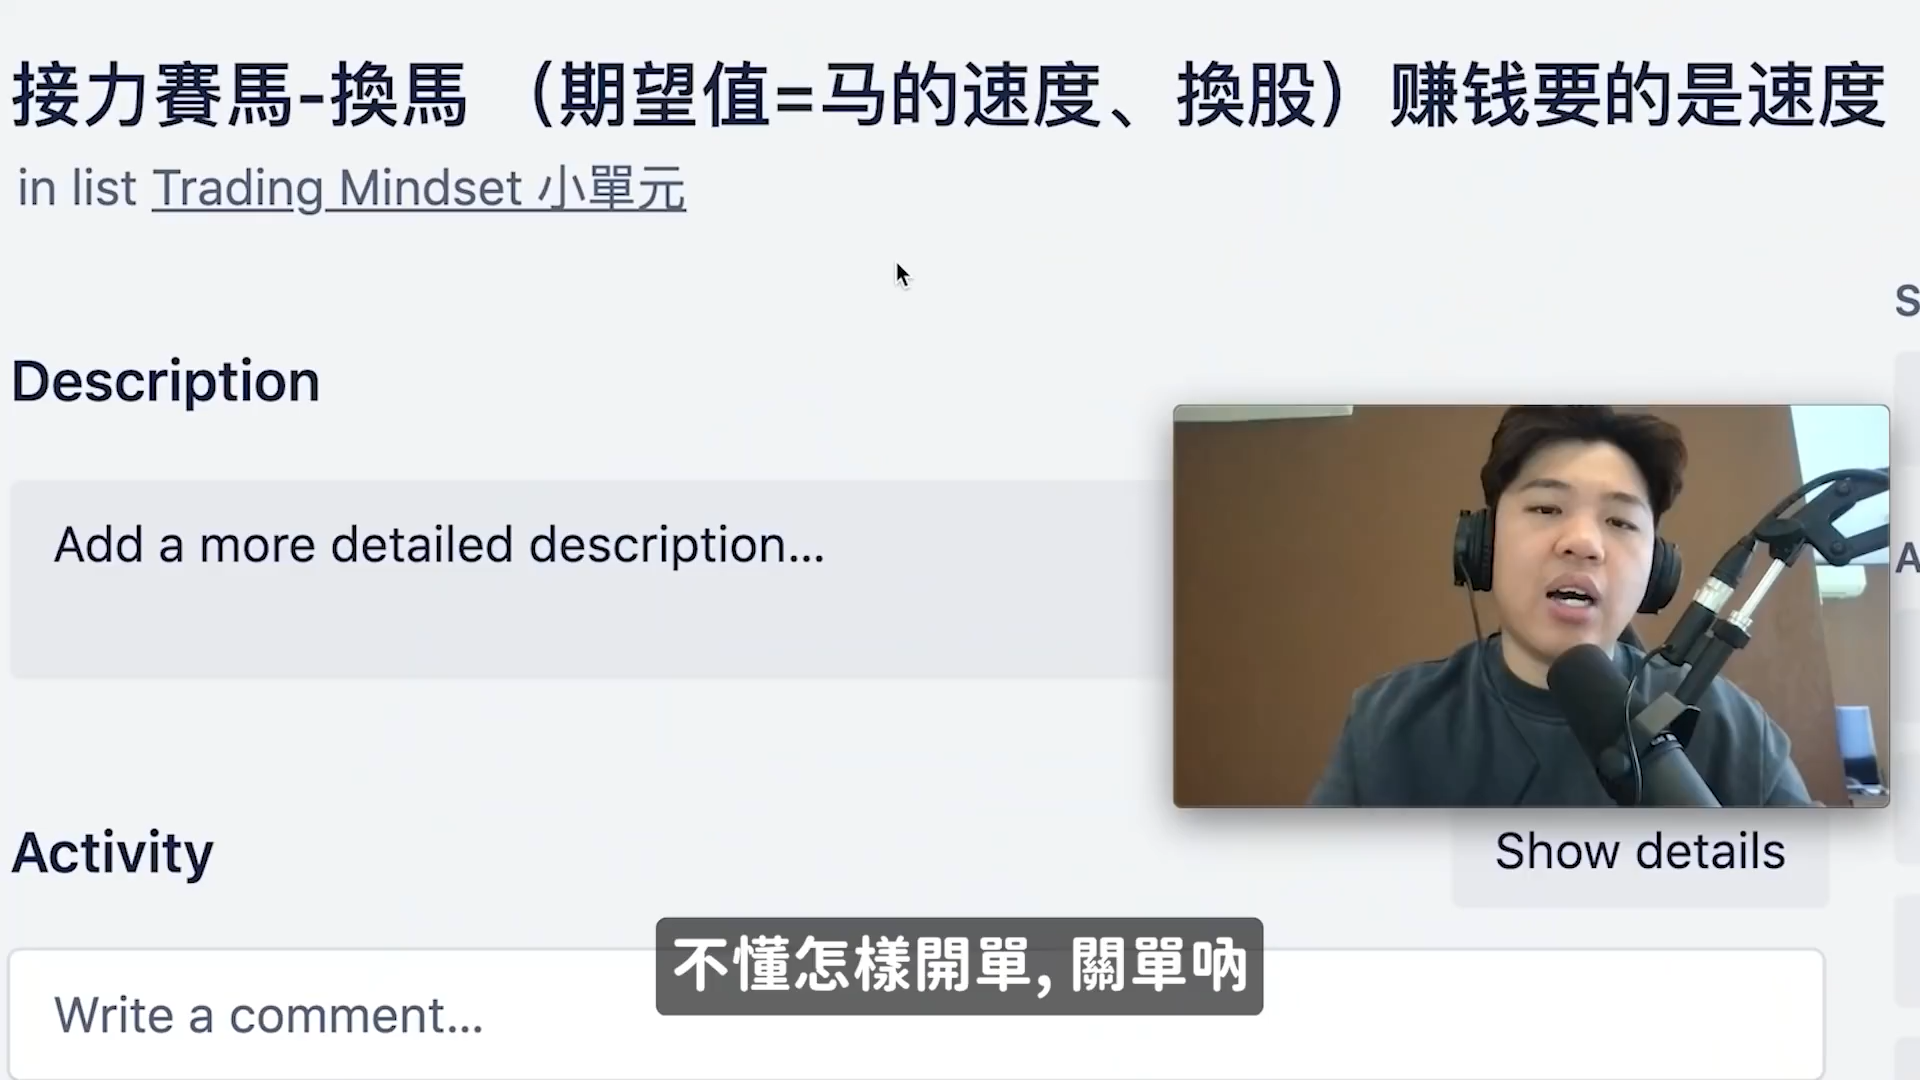 接力賽馬-換馬 （期望值=马的速度、換股）赚钱要的是速度
in list Trading Mindset 小單元
S
Description
Add a more detailed description...
A
Activity
Show details
不懂怎樣開單, 關單吶
Write a comment...